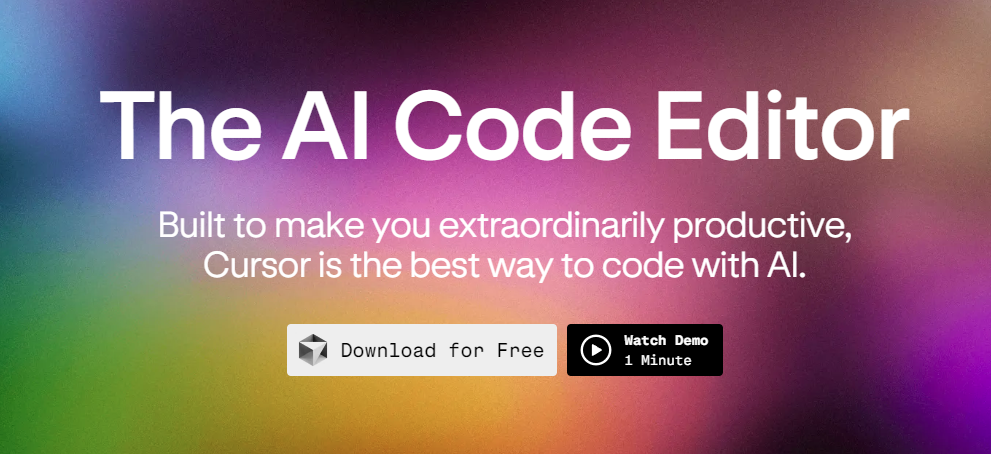 The AI Code Editor
Built to make you extraordinarily productive,
Cursor is the best way to code with AI.
Download for Free
Watch Demo
1 Minute